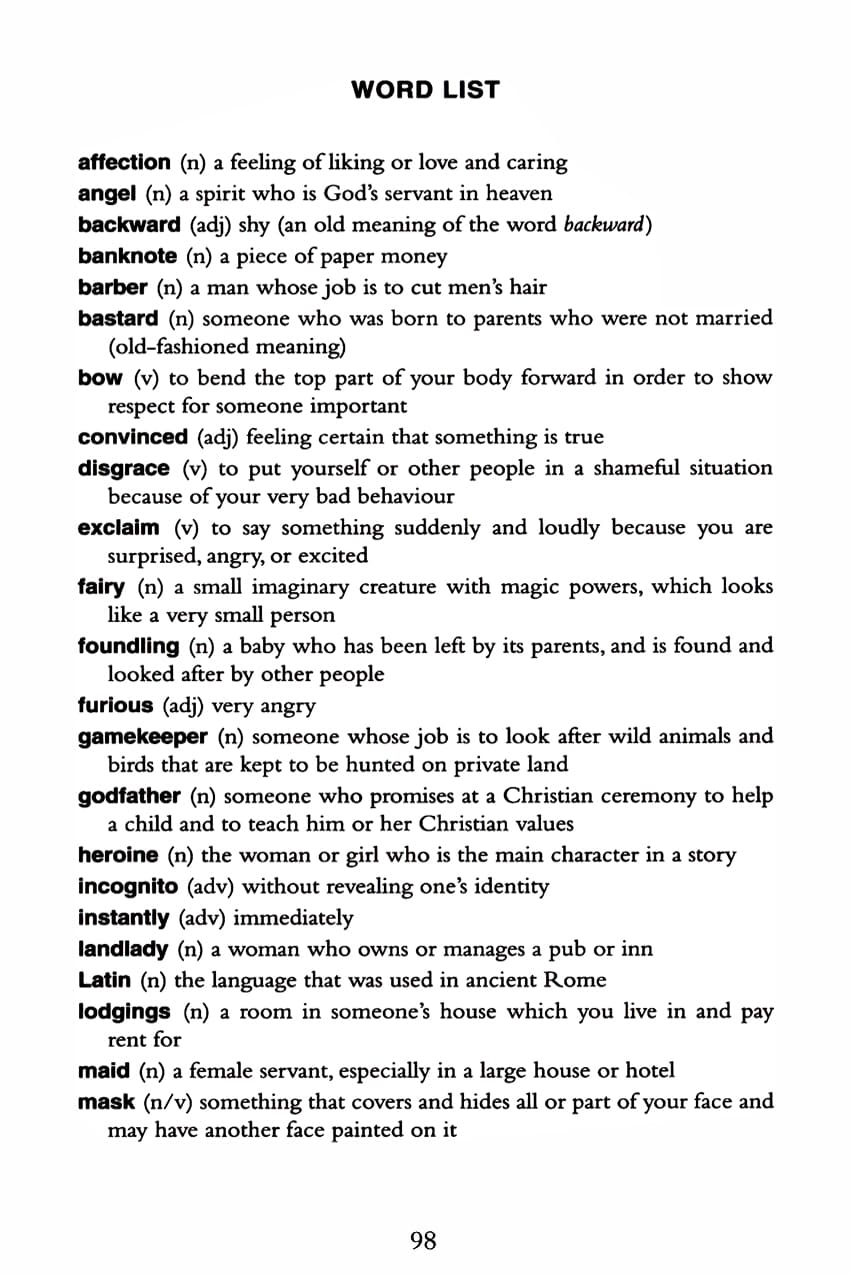 WORD LIST
affection (n) a feeling of liking or love and caring
angel (n) a spirit who is God's servant in heaven
backward (adj) shy (an old meaning of the word backward)
banknote (n) a piece of paper money
barber (n) a man whose job is to cut men's hair
bastard (n) someone who was born to parents who were not married
(old-fashioned meaning)
bow (v) to bend the top part of your body forward in order to show
respect for someone important
convinced (adj) feeling certain that something is true
disgrace (v) to put yourself or other people in a shameful situation
because of your very bad behaviour
exclaim (v) to say something suddenly and loudly because you are
surprised, angry, or excited
fairy (n) a small imaginary creature with magic powers, which looks
like a very small person
foundling (n) a baby who has been left by its parents, and is found and
looked after by other people
furious (adj) very angry
gamekeeper (n) someone whose job is to look after wild animals and
birds that are kept to be hunted on private land
godfather (n) someone who promises at a Christian ceremony to help
a child and to teach him or her Christian values
heroine (n) the woman or girl who is the main character in a story
incognito (adv) without revealing one's identity
instantly (adv) immediately
landlady (n) a woman who owns or manages a pub or inn
Latin (n) the language that was used in ancient Rome
lodgings (n) a room in someone's house which you live in and pay
rent for
maid (n) a female servant, especially in a large house or hotel
mask (n/v) something that covers and hides all or part of your face and
may have another face painted on it
98